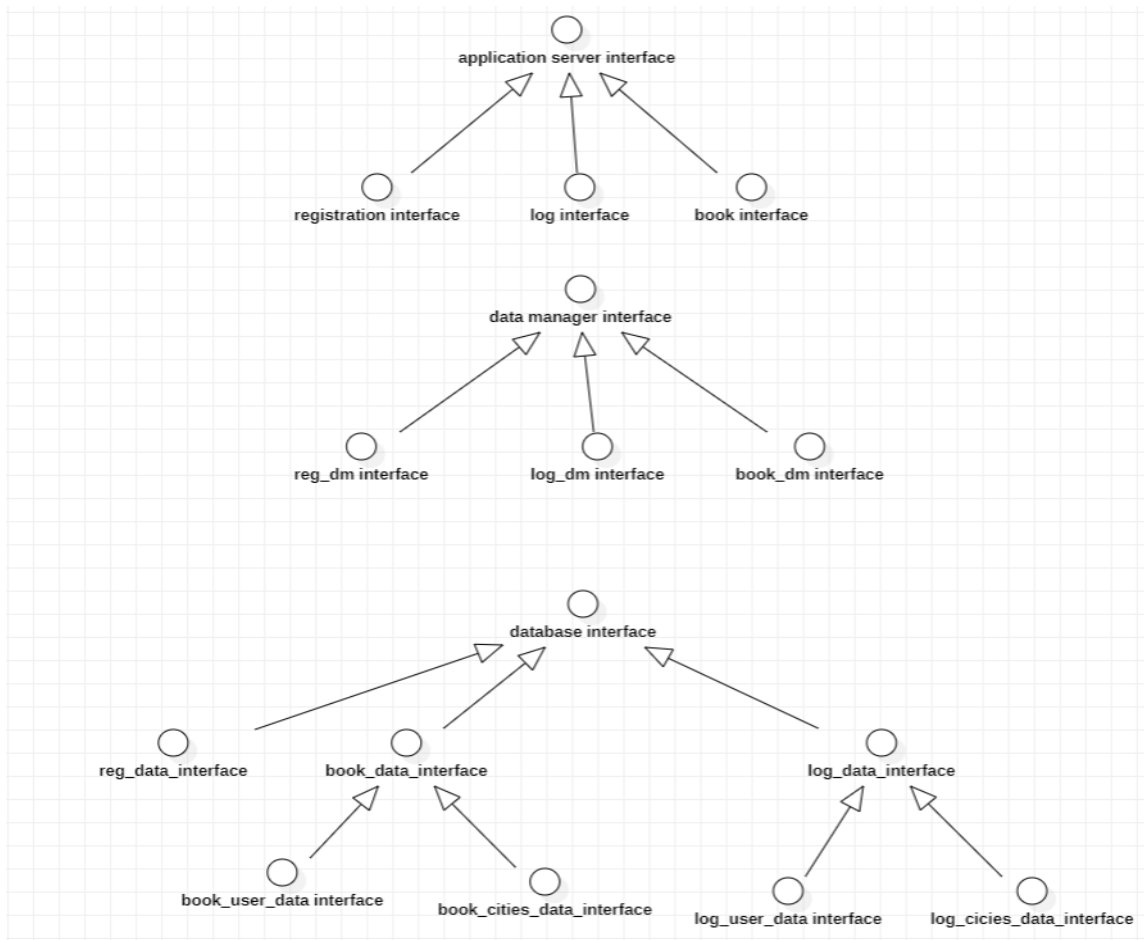 application server interface
registration interface
log interface
book interface
data manager interface
reg_dm interface
log_dm interface
book_dm interface
database interface
reg_data_interface
book_data_interface
log_data_interface
book_user_data interface
book_cities_data_interface
log_user_data interface
log_cicies_data_interface